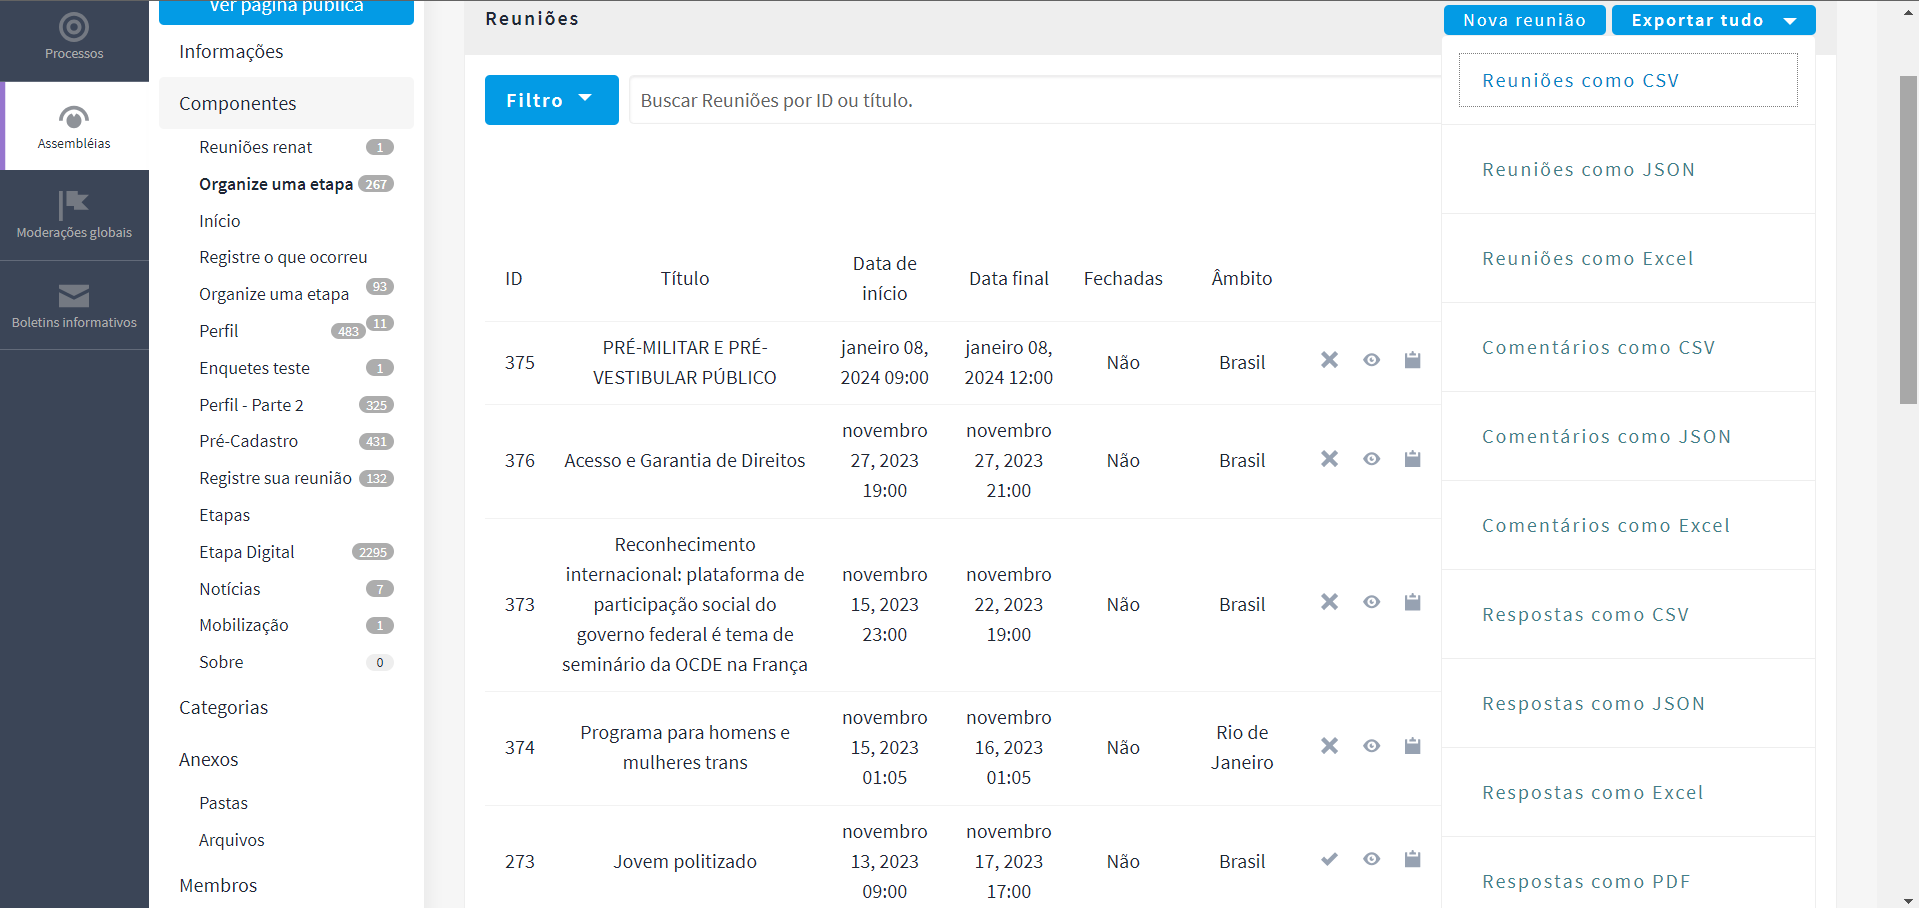 Processos
Assembléias
Moderações globais
Boletins informativos
Ver página pública
Informações
Componentes
Reuniões renat 1
Organize uma etapa 267
Início
Registre o que ocorreu
93
Organize uma etapa
11
Perfil 483
Enquetes teste 1
Perfil - Parte 2 325
Pré-Cadastro 431
Registre sua reunião 132
Etapas
Etapa Digital 2295
Notícias 7
Mobilização 1
Sobre 0
Categorias
Anexos
Pastas
Arquivos
Membros
Reuniões
Nova reunião
Exportar tudo
Filtro
Buscar Reuniões por ID ou título.
ID
Título
Data de
início
Data final
Fechadas
Âmbito
375
PRÉ-MILITAR E PRÉ-
VESTIBULAR PÚBLICO
janeiro 08,
2024 09:00
janeiro 08,
2024 12:00
Não
Brasil
376
Acesso e Garantia de Direitos
novembro
27, 2023
19:00
novembro
27, 2023
21:00
Não
Brasil
373
Reconhecimento
internacional: plataforma de
participação social do
governo federal é tema de
seminário da OCDE na França
novembro
15, 2023
23:00
novembro
22, 2023
19:00
Não
Brasil
374
Programa para homens e
mulheres trans
novembro
15, 2023
01:05
novembro
16, 2023
01:05
Não
Rio de
Janeiro
273
Jovem politizado
novembro
13, 2023
09:00
novembro
17, 2023
17:00
Não
Brasil
Reuniões como CSV
Reuniões como JSON
Reuniões como Excel
Comentários como CSV
Comentários como JSON
Comentários como Excel
Respostas como CSV
Respostas como JSON
Respostas como Excel
Respostas como PDF